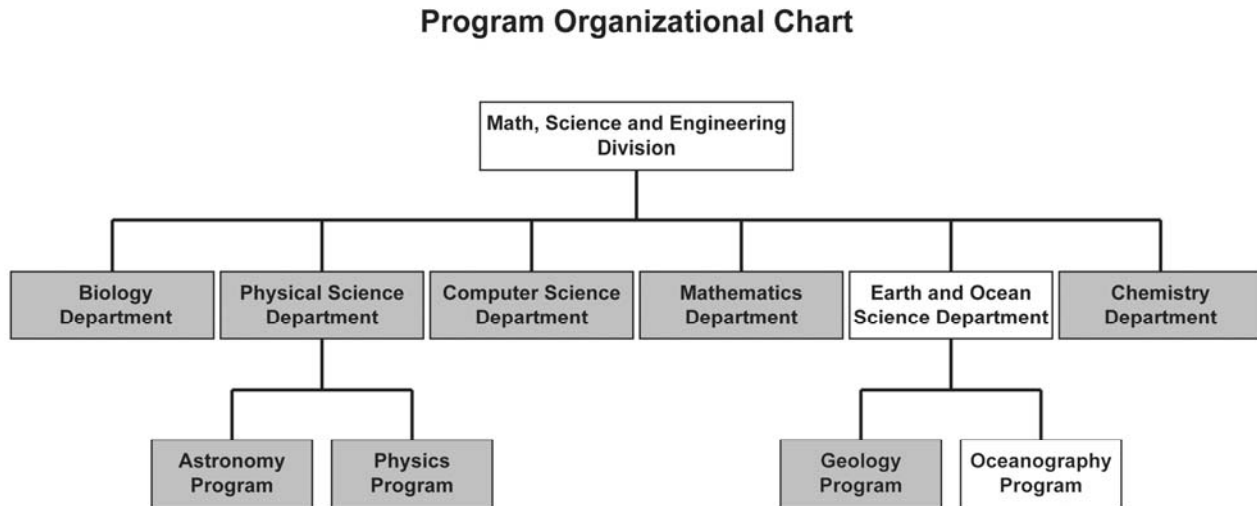 Program Organizational Chart
Math, Science and Engineering
Division
Biology
Department
Physical Science
Department
Computer Science
Department
Mathematics
Department
Earth and Ocean
Science Department
Chemistry
Department
Astronomy
Program
Physics
Program
Geology
Program
Oceanography
Program